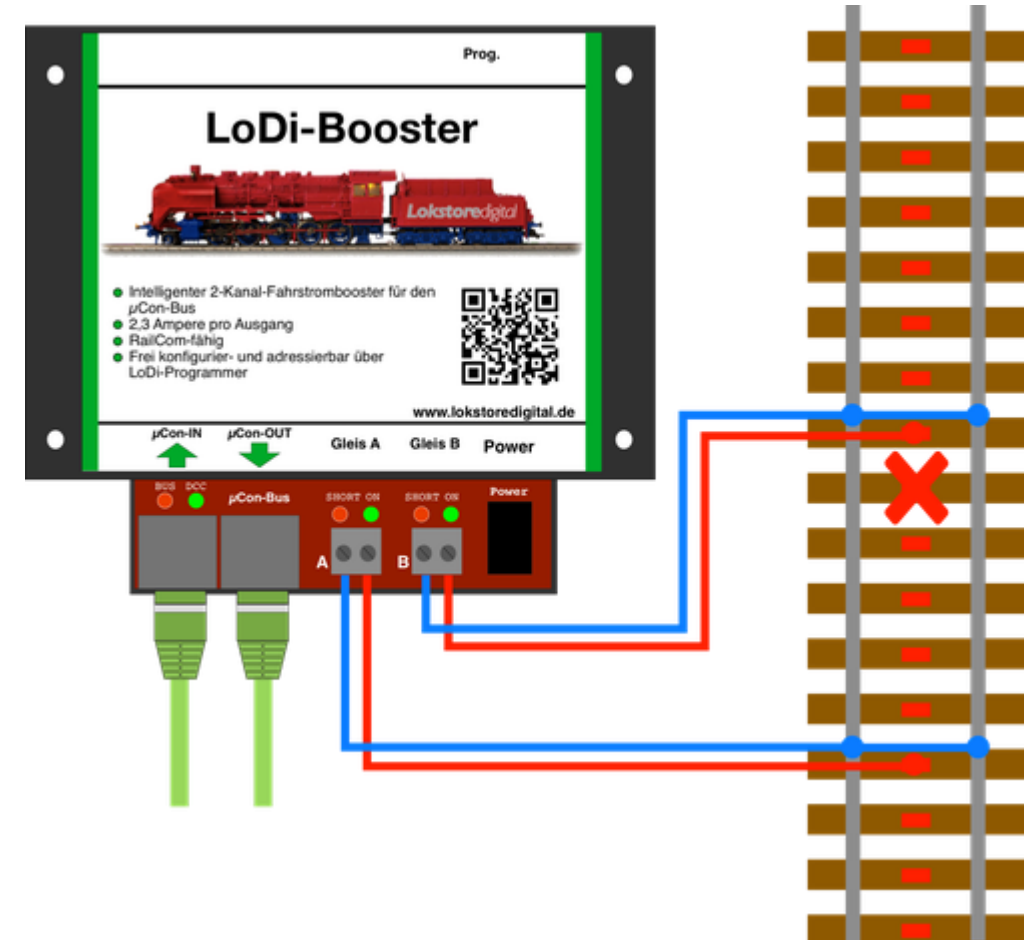 Prog.
LoDi-Booster
Lokstoredigital
Intelligenter 2-Kanal-Fahrstrombooster für den
µCon-Bus
2,3 Ampere pro Ausgang
RailCom-fähig
Frei konfigurier- und adressierbar über
LoDi-Programmer
www.lokstoredigital.de
µCon-IN µCon-OUT Gleis A Gleis B Power
BUS DCC µCon-Bus SHORT ON SHORT ON Power
A B